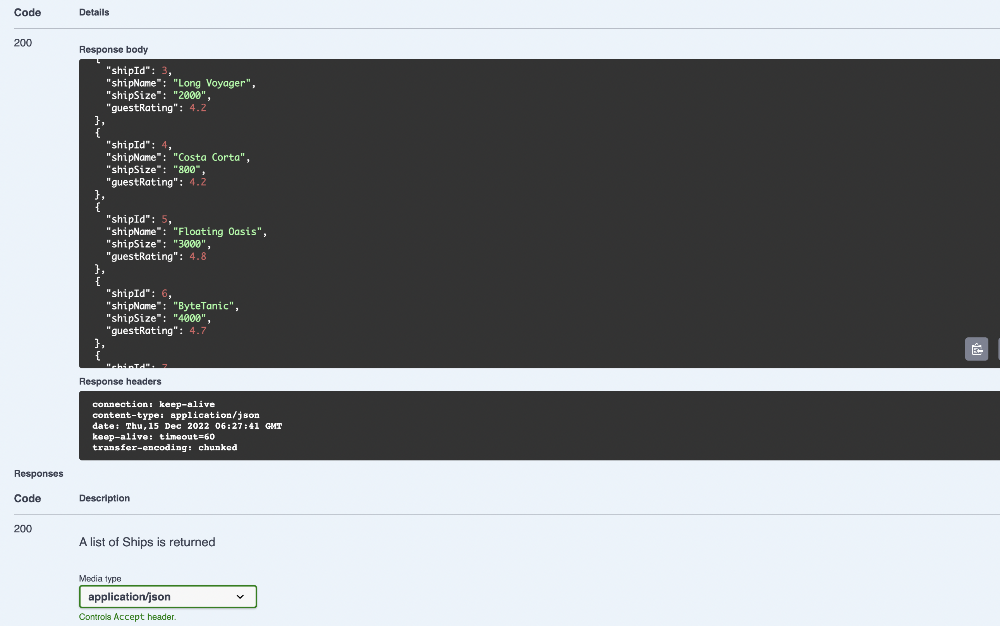 Code Details
200
Response body
{
"shipId": 3,
"shipName": "Long Voyager",
"shipSize": "2000",
"guestRating": 4.2
},
{
"shipId": 4,
"shipName": "Costa Corta",
"shipSize": "800",
"guestRating": 4.2
},
{
"shipId": 5,
"shipName": "Floating Oasis",
"shipSize": "3000",
"guestRating": 4.8
},
{
"shipId": 6,
"shipName": "ByteTanic",
"shipSize": "4000",
"guestRating": 4.7
},
{
"shipId": 7
Response headers
connection: keep-alive
content-type: application/json
date: Thu,15 Dec 2022 06:27:41 GMT
keep-alive: timeout=60
transfer-encoding: chunked
Responses
Code Description
200
A list of Ships is returned
Media type
application/json
Controls Accept header.